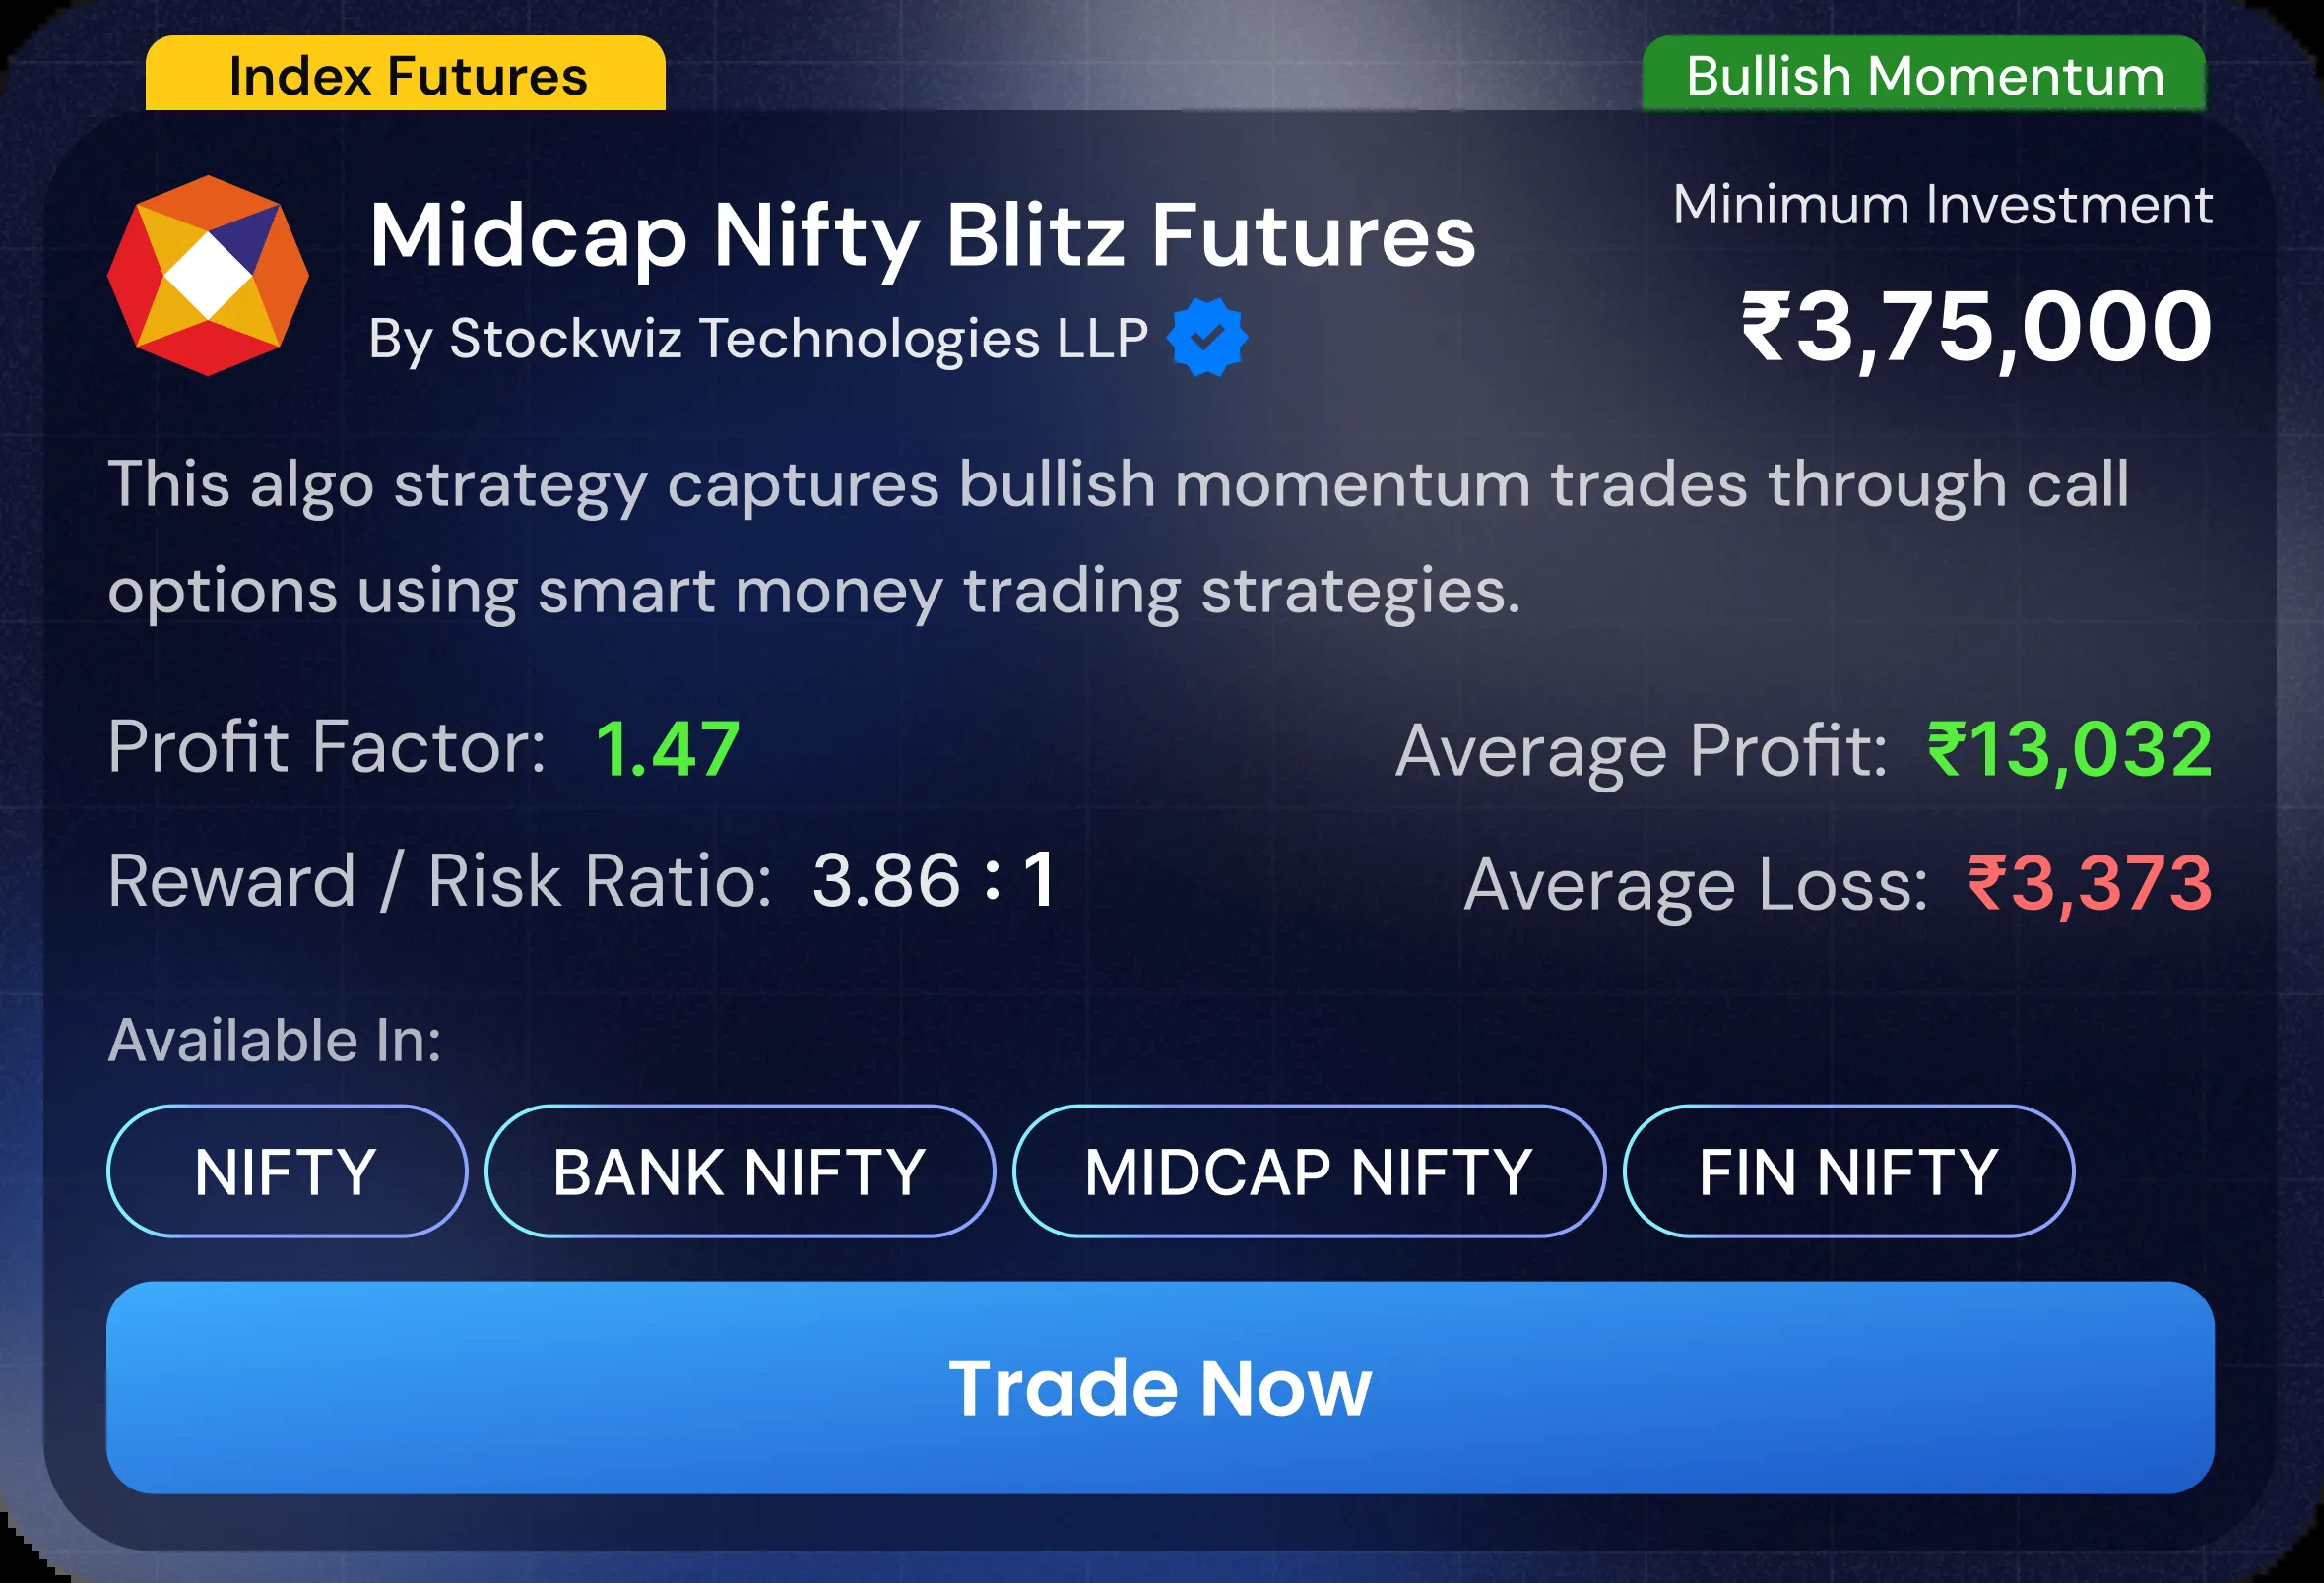 Index Futures
Bullish Momentum
Midcap Nifty Blitz Futures
By Stockwiz Technologies LLP
Minimum Investment
₹3,75,000
This algo strategy captures bullish momentum trades through call
options using smart money trading strategies.
Profit Factor: 1.47
Average Profit: ₹13,032
Reward / Risk Ratio: 3.86 : 1
Average Loss: ₹3,373
Available In:
NIFTY
BANK NIFTY
MIDCAP NIFTY
FIN NIFTY
Trade Now